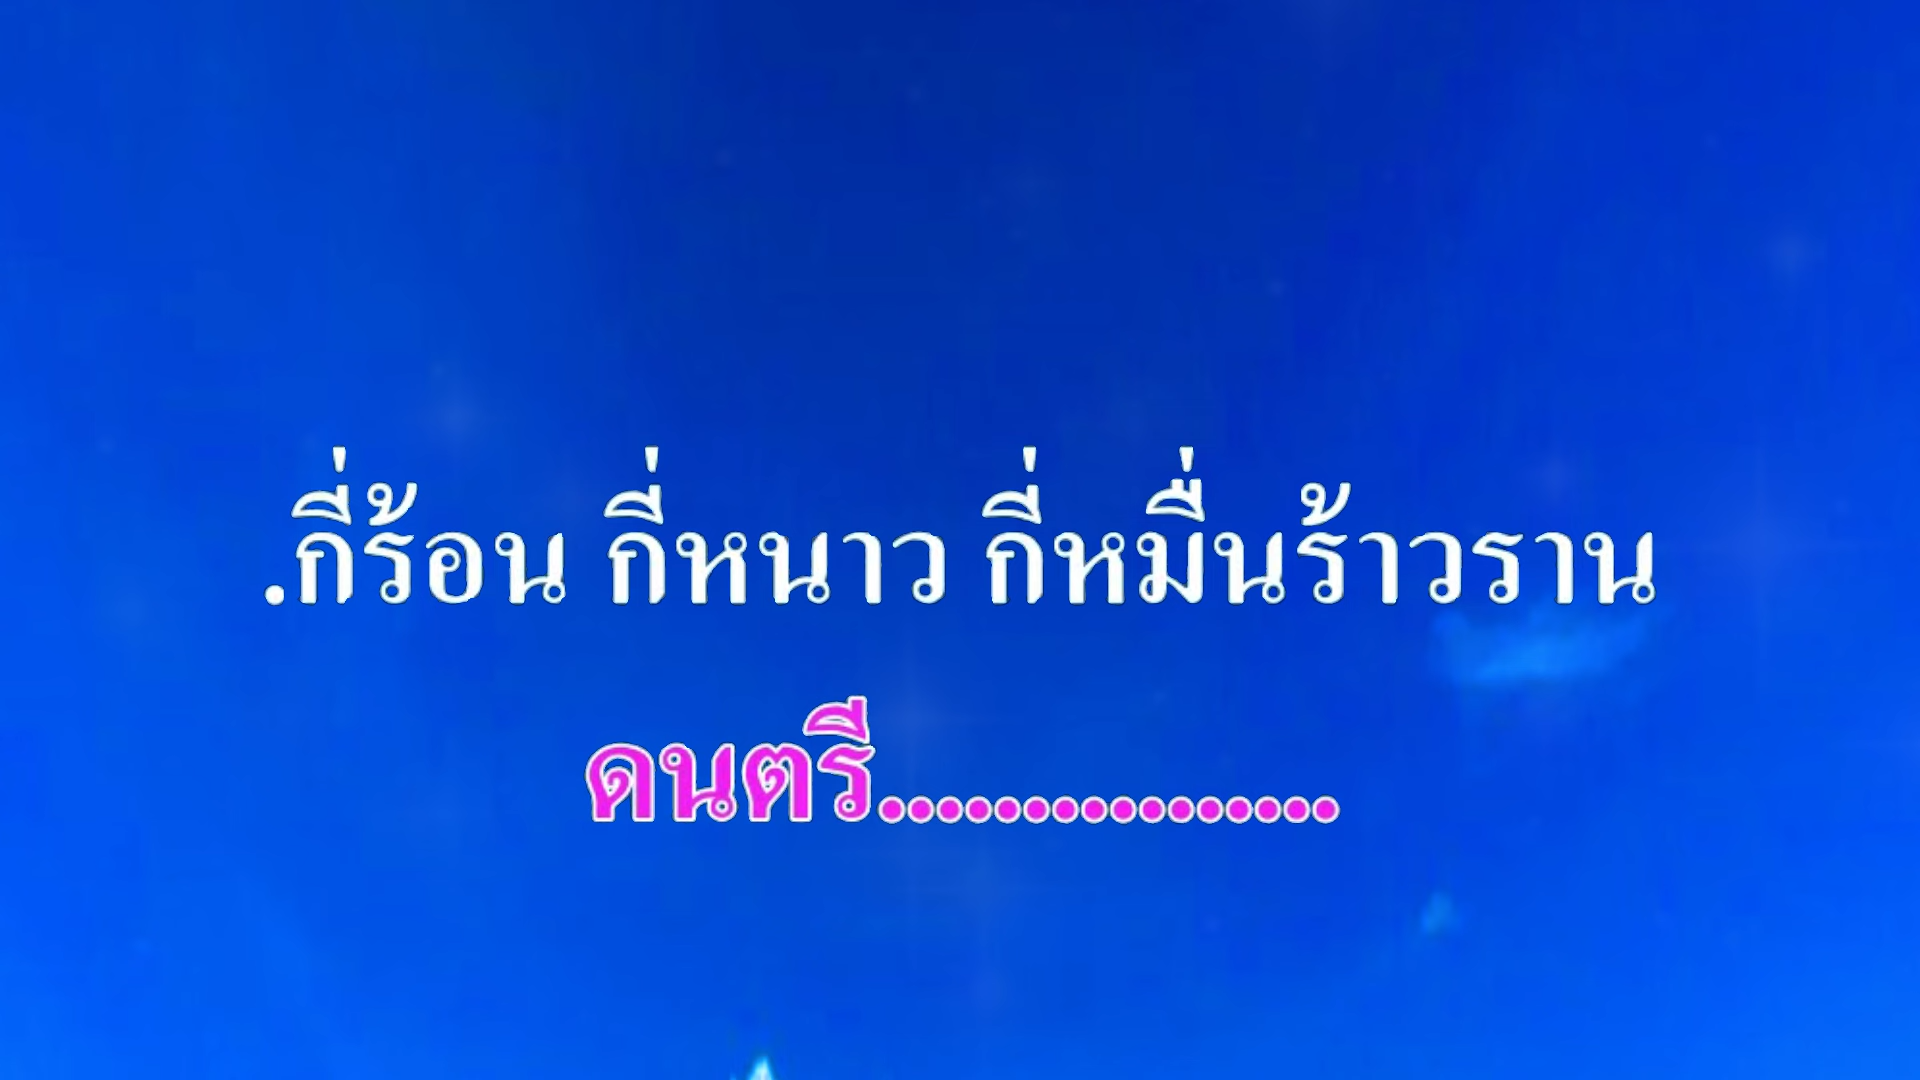 .กี่ร้อน กี่หนาว กี่หมื่นร้าวราน
ดนตรี................